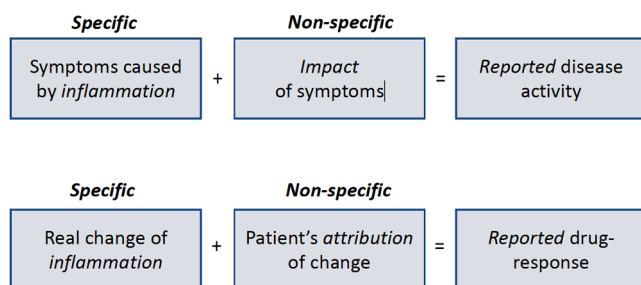 Specific Non-specific
Symptoms caused + Impact = Reported disease
by inflammation of symptoms activity
Specific Non-specific
Real change of + Patient's attribution = Reported drug-
inflammation of change response